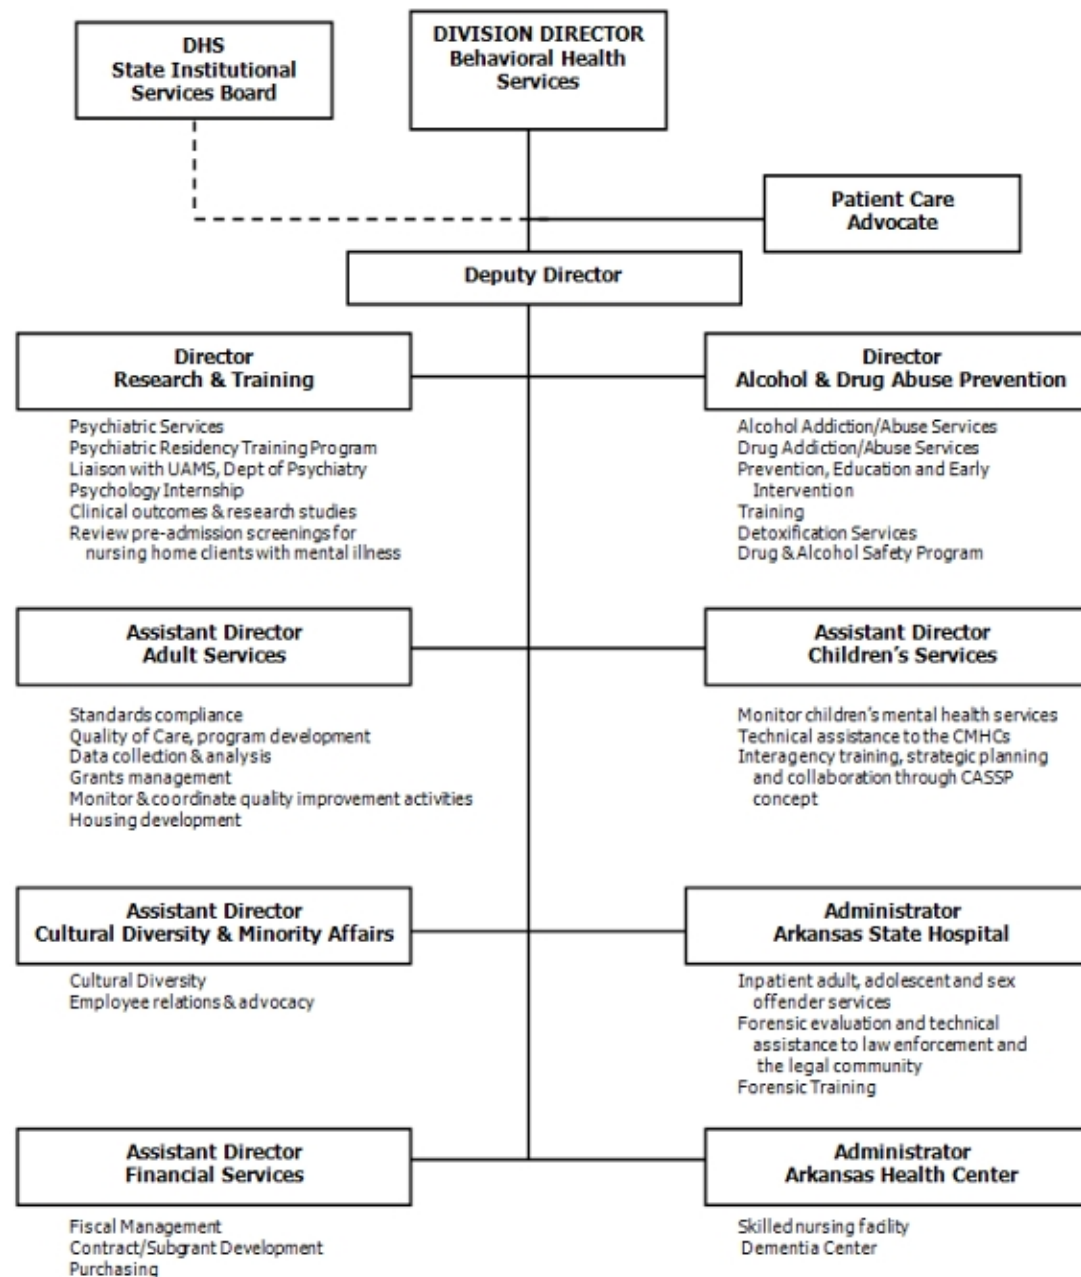 DHS
State Institutional
Services Board
DIVISION DIRECTOR
Behavioral Health
Services
Patient Care
Advocate
Deputy Director
Director
Research & Training
Psychiatric Services
Psychiatric Residency Training Program
Liaison with UAMS, Dept of Psychiatry
Psychology Internship
Clinical outcomes & research studies
Review pre-admission screenings for
nursing home clients with mental illness
Director
Alcohol & Drug Abuse Prevention
Alcohol Addiction/Abuse Services
Drug Addiction/Abuse Services
Prevention, Education and Early
Intervention
Training
Detoxification Services
Drug & Alcohol Safety Program
Assistant Director
Adult Services
Standards compliance
Quality of Care, program development
Data collection & analysis
Grants management
Monitor & coordinate quality improvement activities
Housing development
Assistant Director
Children's Services
Monitor children's mental health services
Technical assistance to the CMHCs
Interagency training, strategic planning
and collaboration through CASSP
concept
Assistant Director
Cultural Diversity & Minority Affairs
Cultural Diversity
Employee relations & advocacy
Administrator
Arkansas State Hospital
Inpatient adult, adolescent and sex
offender services
Forensic evaluation and technical
assistance to law enforcement and
the legal community
Forensic Training
Assistant Director
Financial Services
Fiscal Management
Contract/Subgrant Development
Purchasing
Administrator
Arkansas Health Center
Skilled nursing facility
Dementia Center